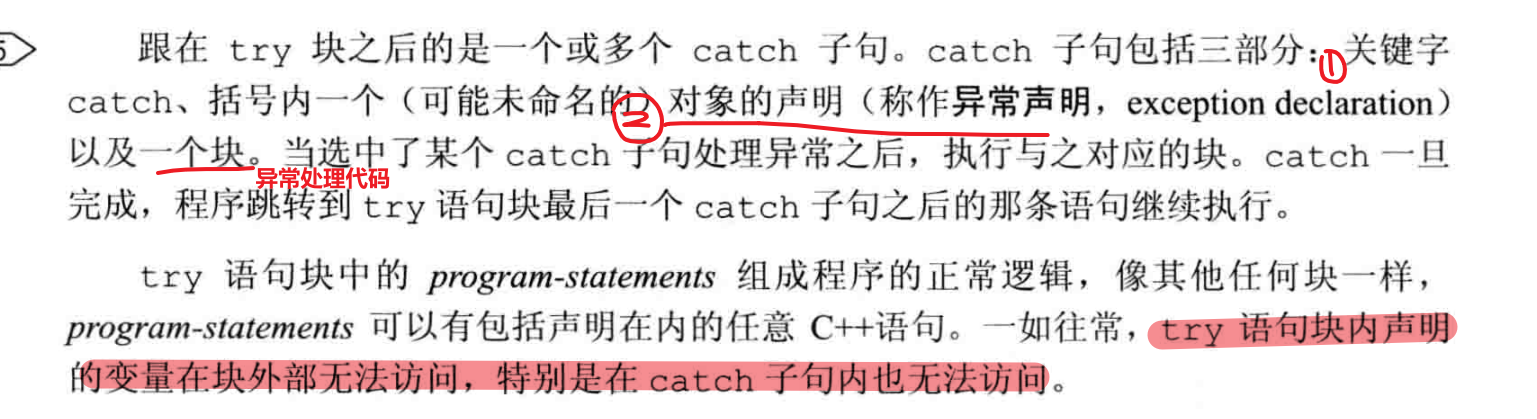 5
跟在 try 块之后的是一个或多个 catch 子句。catch 子句包括三部分：①关键字
catch、括号内一个（可能未命名的）②对象的声明（称作异常声明，exception declaration）
以及一个块。当选中了某个 catch 子句处理异常之后，执行与之对应的块。catch 一旦
异常处理代码
完成，程序跳转到 try 语句块最后一个 catch 子句之后的那条语句继续执行。
try 语句块中的 program-statements 组成程序的正常逻辑，像其他任何块一样，
program-statements 可以有包括声明在内的任意 C++语句。一如往常，try 语句块内声明
的变量在块外部无法访问，特别是在 catch 子句内也无法访问。